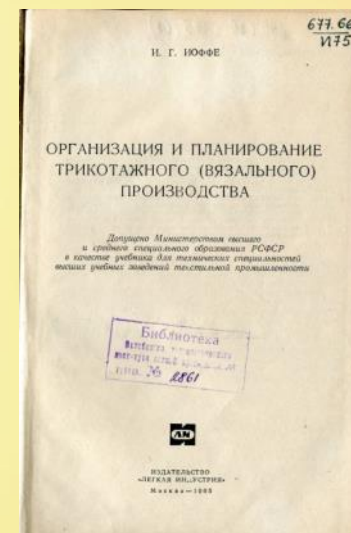 677.66
И75
И. Г. ИОФФЕ
ОРГАНИЗАЦИЯ И ПЛАНИРОВАНИЕ
ТРИКОТАЖНОГО (ВЯЗАЛЬНОГО)
ПРОИЗВОДСТВА
Допущено Министерством высшего
и среднего специального образования РСФСР
в качестве учебника для технических специальностей
высших учебных заведений текстильной промышленности
Библиотека
№ 2861
ИЗДАТЕЛЬСТВО
«ЛЕГКАЯ ИНДУСТРИЯ»
Москва